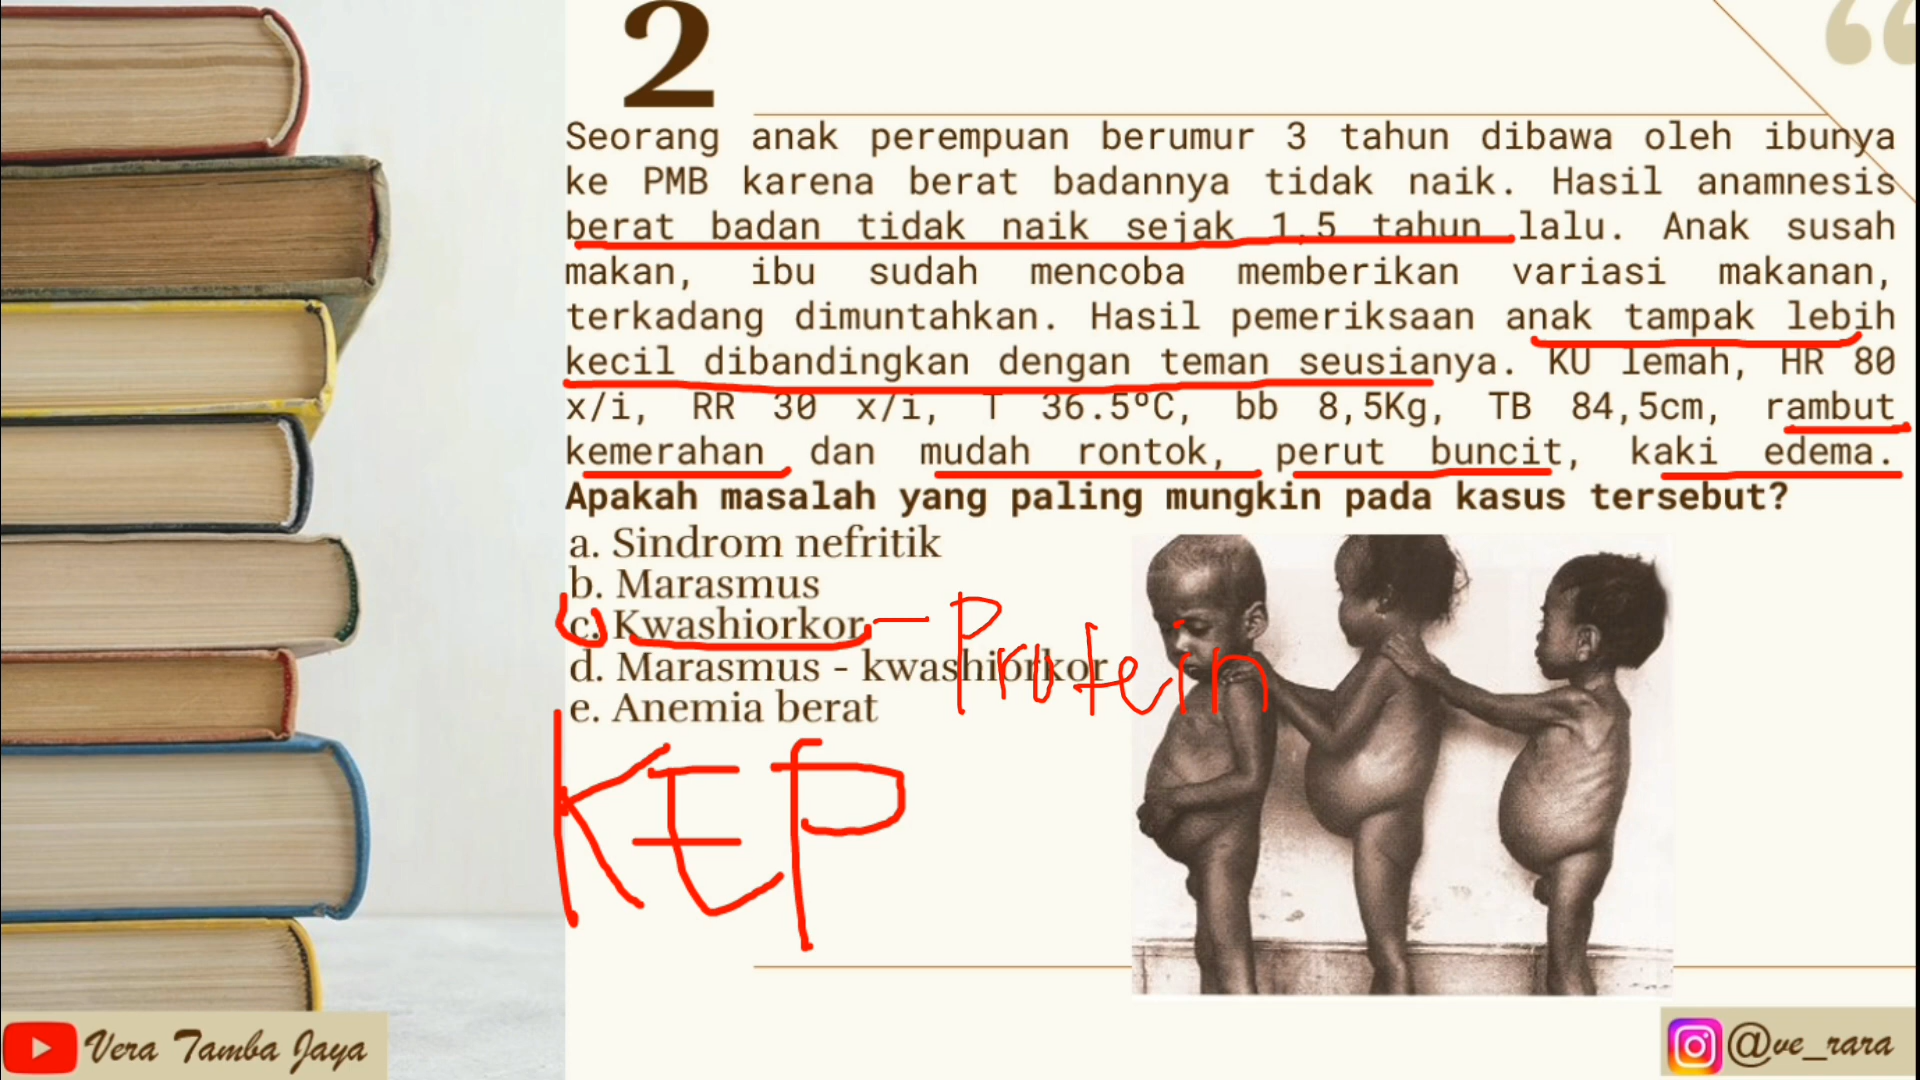 2
Seorang anak perempuan berumur 3 tahun dibawa oleh ibunya
ke PMB karena berat badannya tidak naik. Hasil anamnesis
berat badan tidak naik sejak 1,5 tahun lalu. Anak susah
makan, ibu sudah mencoba memberikan variasi makanan,
terkadang dimuntahkan. Hasil pemeriksaan anak tampak lebih
kecil dibandingkan dengan teman seusianya. KU lemah, HR 80
x/i, RR 30 x/i, T 36.5ºC, bb 8,5Kg, TB 84,5cm, rambut
kemerahan dan mudah rontok, perut buncit, kaki edema.
Apakah masalah yang paling mungkin pada kasus tersebut?
a. Sindrom nefritik
b. Marasmus
c. Kwashiorkor - Protein
d. Marasmus - kwashiorkor
e. Anemia berat
KEP
Vera Tamba Jaya
@ve_rara